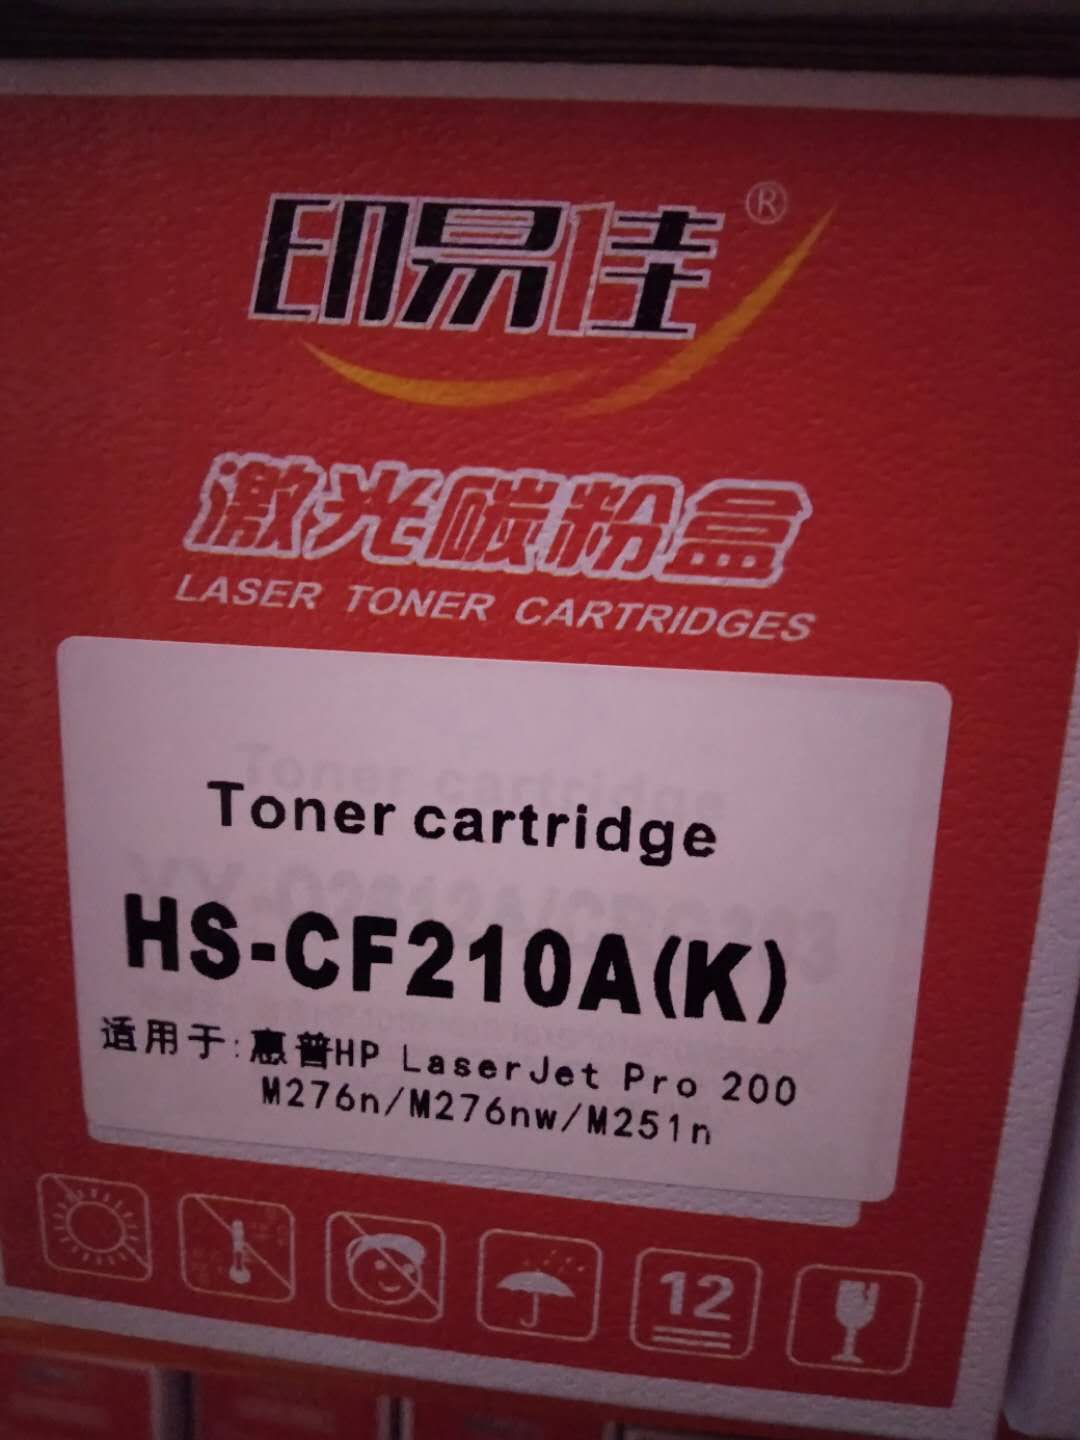 印易佳®
激光碳粉盒
LASER TONER CARTRIDGES
Toner cartridge
HS-CF210A(K)
适用于:惠普HP LaserJet Pro 200
M276n/M276nw/M251n
12